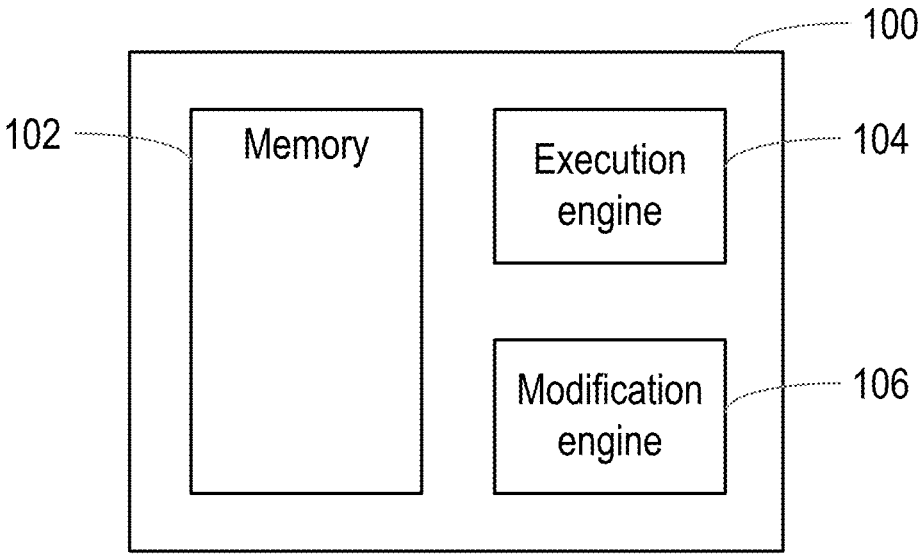 100
102
Memory
Execution
engine
104
Modification
engine
106